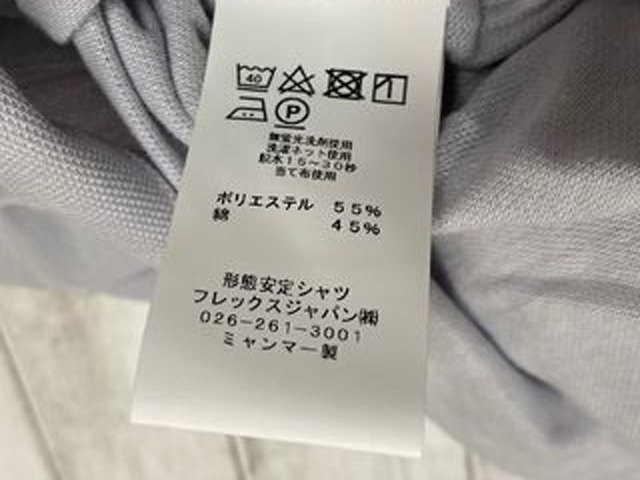 40
P
無蛍光洗剤使用
洗濯ネット使用
脱水15~30秒
当て布使用
ポリエステル 55%
綿 45%
形態安定シャツ
フレックスジャパン㈱
026-261-3001
ミャンマー製